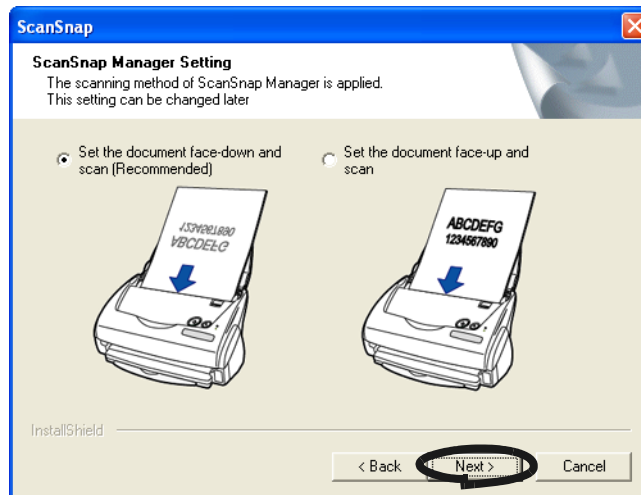 ScanSnap
ScanSnap Manager Setting
The scanning method of ScanSnap Manager is applied.
This setting can be changed later
Set the document face-down and
scan (Recommended)
Set the document face-up and
scan
1234567890
ABCDEFG
ABCDEFG
1234567890
InstallShield
< Back
Next >
Cancel